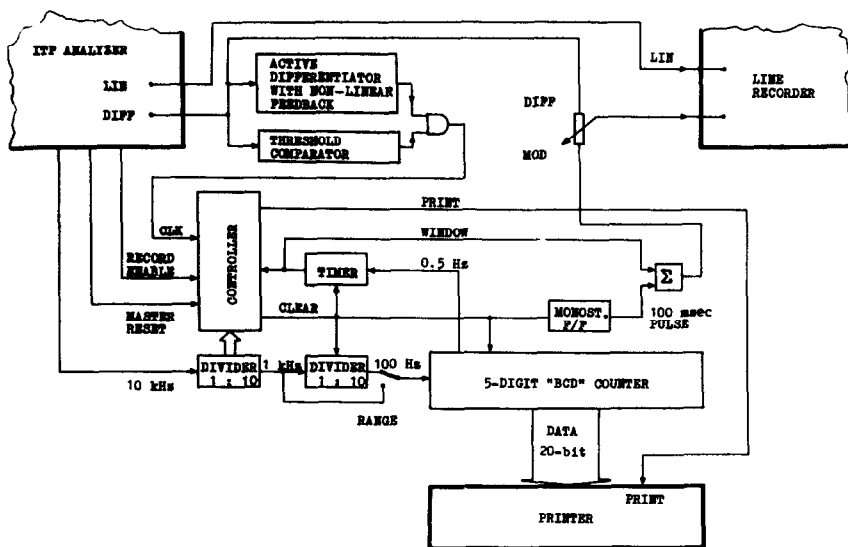 ITP ANALYZER
LIN
DIFF
ACTIVE
DIFFERENTIATOR
WITH NON-LINEAR
FEEDBACK
THRESHOLD
COMPARATOR
LIN
LINE
RECORDER
DIFF
MOD
CONTROLLER
CLK
RECORD
ENABLE
MASTER
RESET
PRINT
WINDOW
TIMER
0.5 Hz
CLEAR
MONOST.
F/F
100 msec
PULSE
Σ
10 kHz
DIVIDER
1 : 10
1 kHz
DIVIDER
1 : 10
100 Hz
RANGE
5-DIGIT "BCD" COUNTER
DATA
20-bit
PRINT
PRINTER